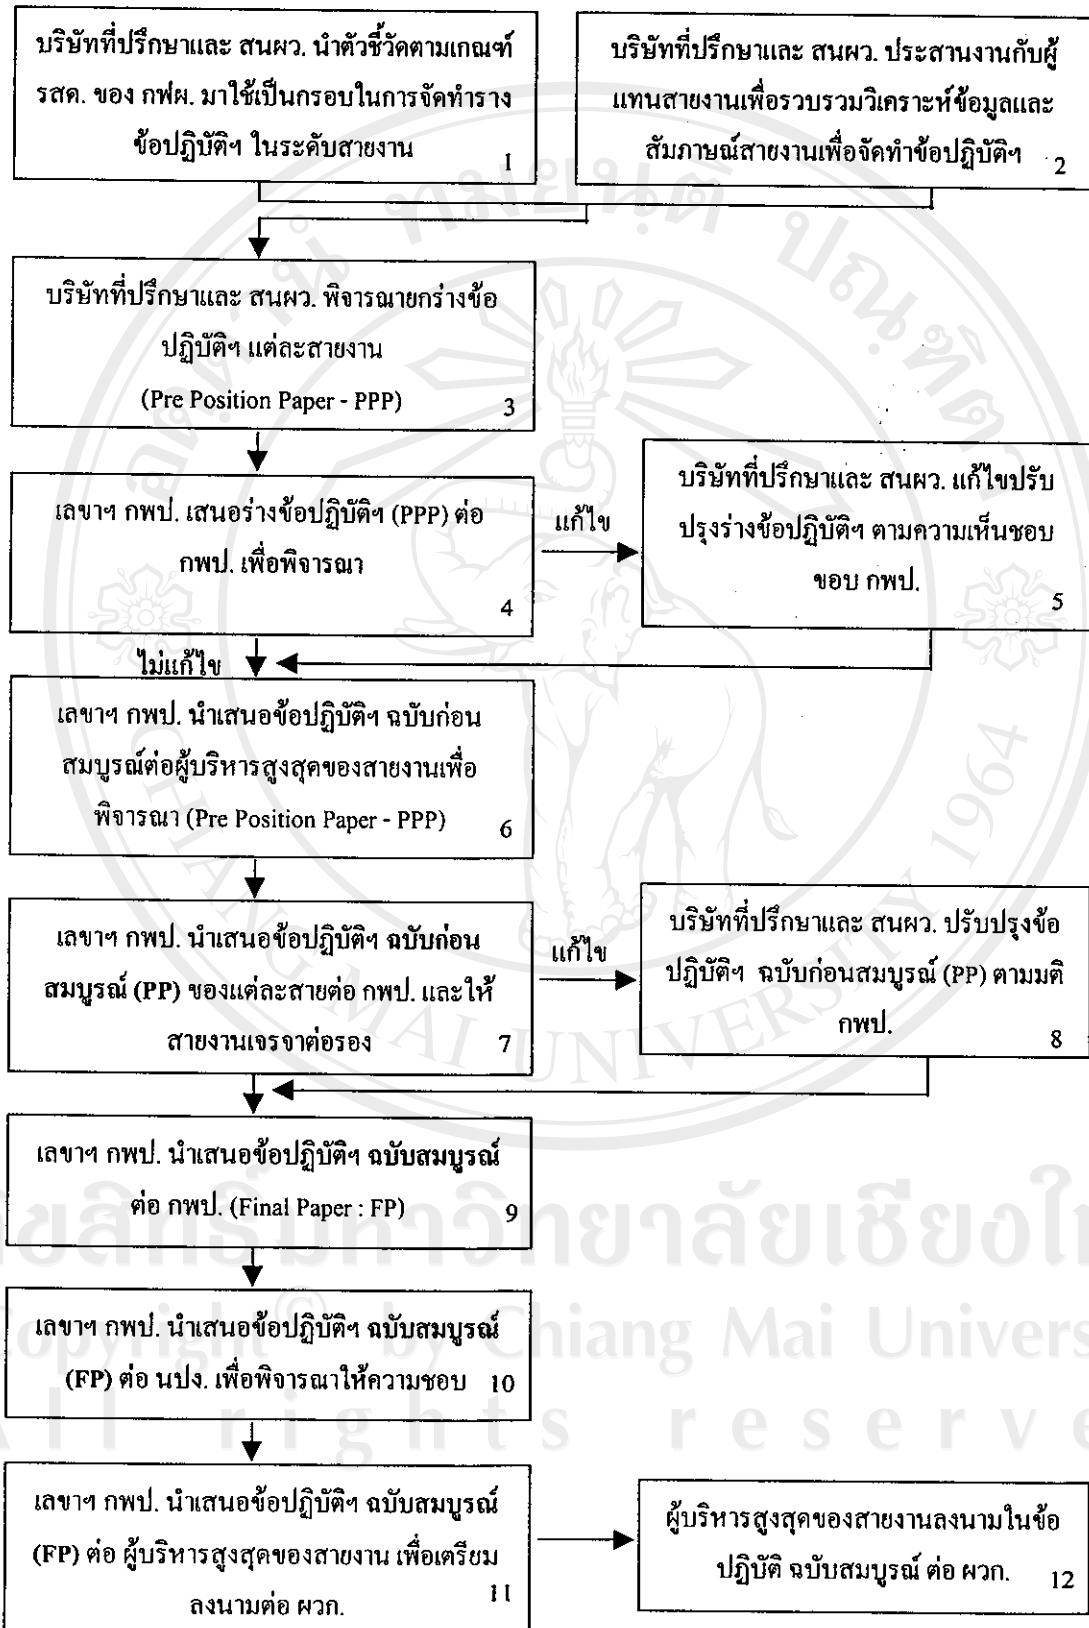 บริษัทที่ปรึกษาและ สนผว. นำตัวชี้วัดตามเกณฑ์
รสค. ของ กฟผ. มาใช้เป็นกรอบในการจัดทำราง
ข้อปฏิบัติฯ ในระดับสายงาน
1
บริษัทที่ปรึกษาและ สนผว. ประสานงานกับผู้
แทนสายงานเพื่อรวบรวมวิเคราะห์ข้อมูลและ
สัมภาษณ์สายงานเพื่อจัดทำข้อปฏิบัติฯ
2
บริษัทที่ปรึกษาและ สนผว. พิจารณายกร่างข้อ
ปฏิบัติฯ แต่ละสายงาน
(Pre Position Paper - PPP)
3
เลขาฯ กพป. เสนอร่างข้อปฏิบัติฯ (PPP) ต่อ
กพป. เพื่อพิจารณา
4
แก้ไข
บริษัทที่ปรึกษาและ สนผว. แก้ไขปรับ
ปรุงร่างข้อปฏิบัติฯ ตามความเห็นชอบ
ขอบ กพป.
5
ไม่แก้ไข
เลขาฯ กพป. นำเสนอข้อปฏิบัติฯ ฉบับก่อน
สมบูรณ์ต่อผู้บริหารสูงสุดของสายงานเพื่อ
พิจารณา (Pre Position Paper - PPP)
6
เลขาฯ กพป. นำเสนอข้อปฏิบัติฯ ฉบับก่อน
สมบูรณ์ (PP) ของแต่ละสายต่อ กพป. และให้
สายงานเจรจาต่อรอง
7
แก้ไข
บริษัทที่ปรึกษาและ สนผว. ปรับปรุงข้อ
ปฏิบัติฯ ฉบับก่อนสมบูรณ์ (PP) ตามมติ
กพป.
8
เลขาฯ กพป. นำเสนอข้อปฏิบัติฯ ฉบับสมบูรณ์
ต่อ กพป. (Final Paper : FP)
9
เลขาฯ กพป. นำเสนอข้อปฏิบัติฯ ฉบับสมบูรณ์
(FP) ต่อ นปง. เพื่อพิจารณาให้ความชอบ
10
เลขาฯ กพป. นำเสนอข้อปฏิบัติฯ ฉบับสมบูรณ์
(FP) ต่อ ผู้บริหารสูงสุดของสายงาน เพื่อเตรียม
ลงนามต่อ ผวก.
11
ผู้บริหารสูงสุดของสายงานลงนามในข้อ
ปฏิบัติ ฉบับสมบูรณ์ ต่อ ผวก.
12
CHIANG MAI UNIVERSITY 1964
ขสิทธิ์มหาวิทยาลัยเชียงให
Copyright © by Chiang Mai Univers
All rights reserve